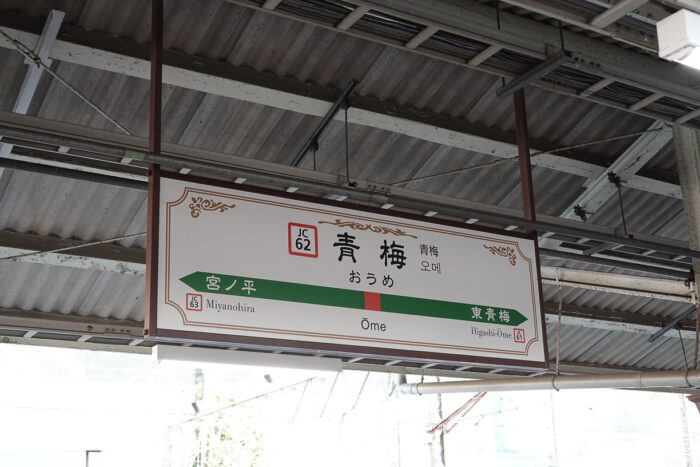 JC
62
青梅
青梅
오메
おうめ
宮ノ平
東青梅
JC
63
Miyanohira
Ōme
Higashi-Ōme
JC
61